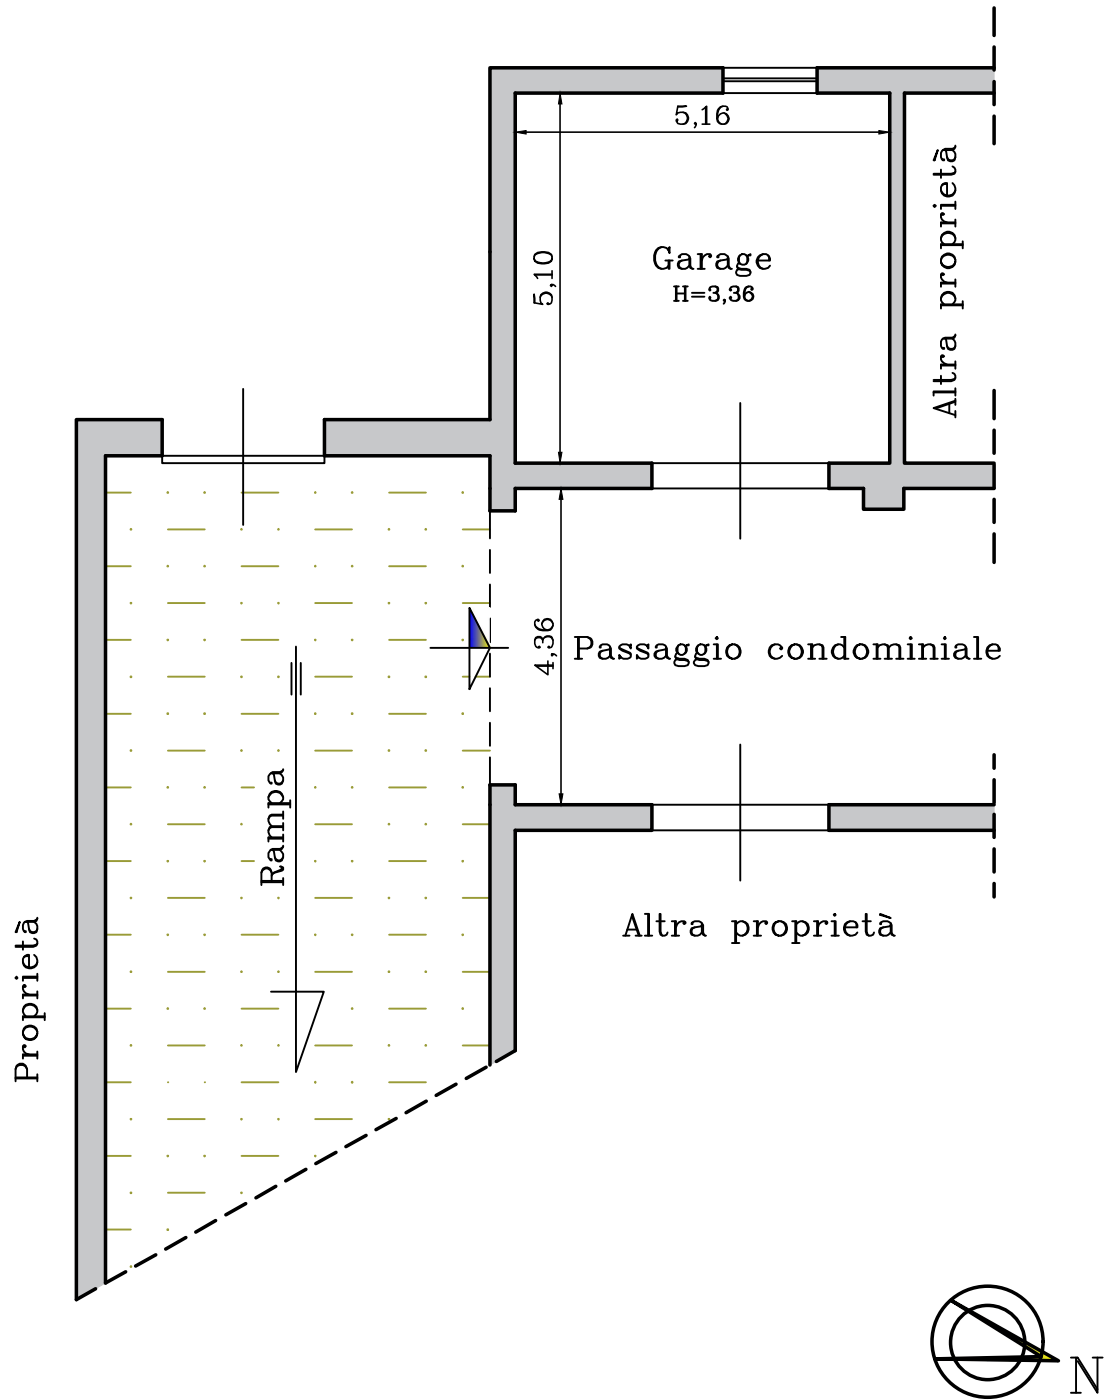 5,16
Altra proprietà
Garage
H=3,36
5,10
4,36
Passaggio condominiale
Rampa
Altra proprietà
Proprietà
N